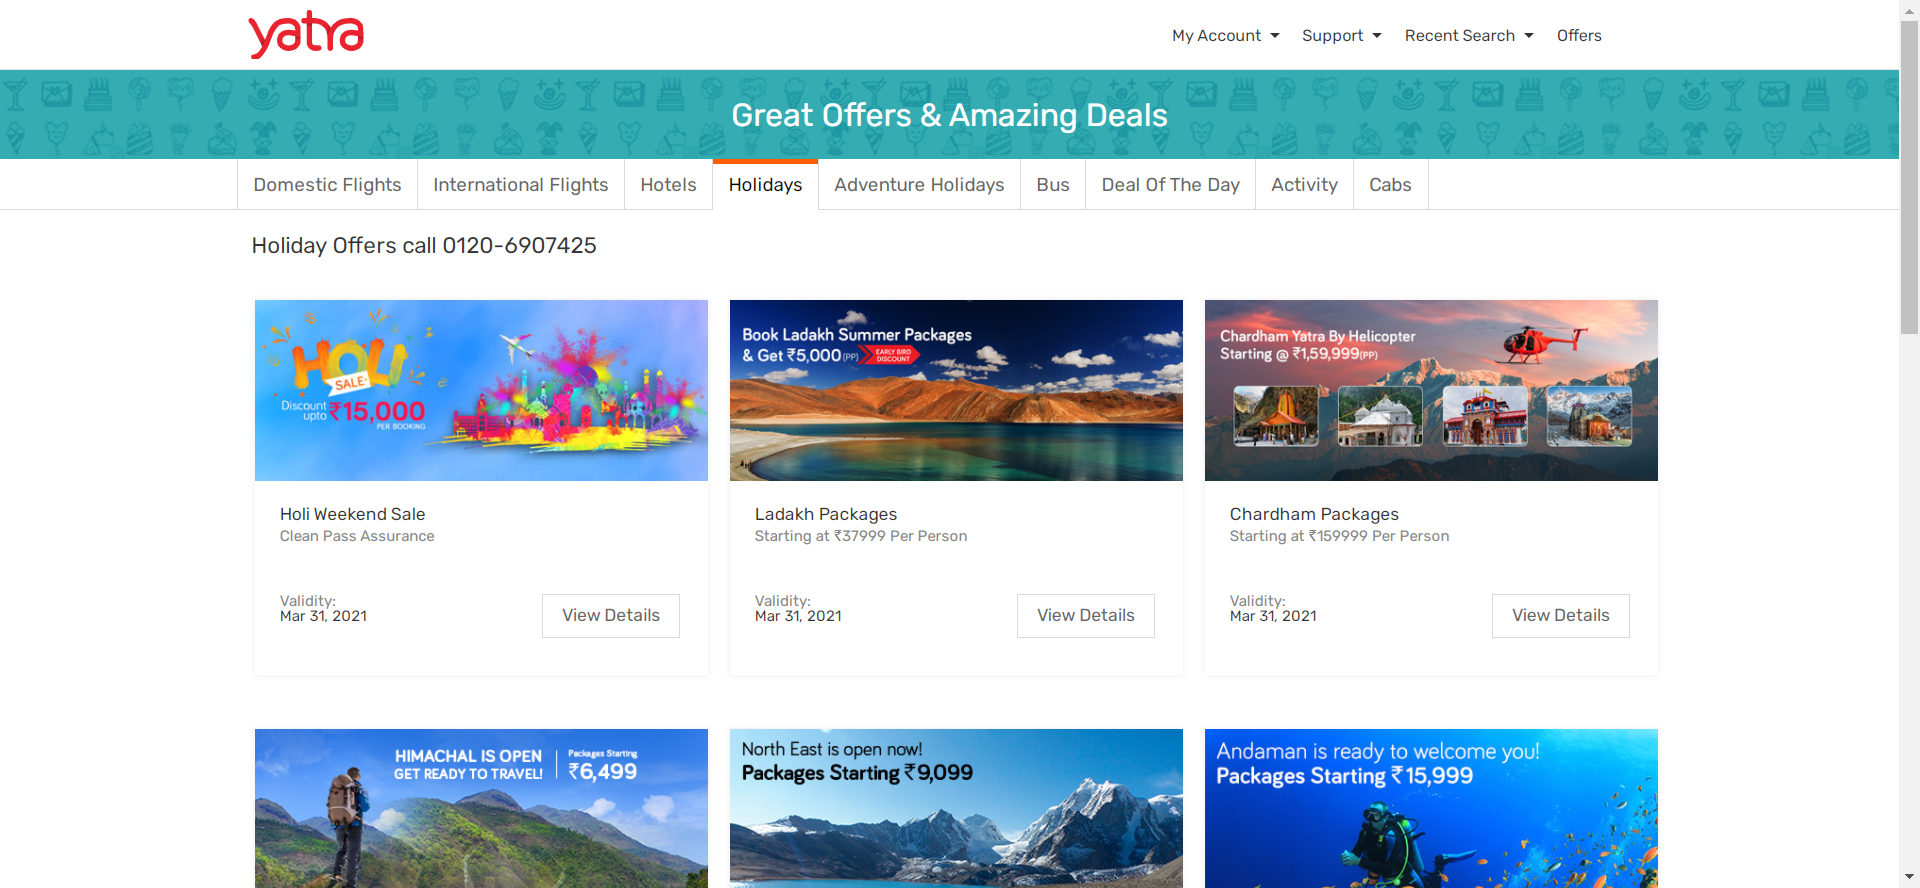 yatra
My Account
Support
Recent Search
Offers
Great Offers & Amazing Deals
Domestic Flights
International Flights
Hotels
Holidays
Adventure Holidays
Bus
Deal Of The Day
Activity
Cabs
Holiday Offers call 0120-6907425
HOLI
SALE
Discount
upto ₹15,000
PER BOOKING
Holi Weekend Sale
Clean Pass Assurance
Validity:
Mar 31, 2021
View Details
Book Ladakh Summer Packages
& Get ₹5,000 (PP) EARLY BIRD
DISCOUNT
Ladakh Packages
Starting at ₹37999 Per Person
Validity:
Mar 31, 2021
View Details
Chardham Yatra By Helicopter
Starting @ ₹1,59,999(PP)
Chardham Packages
Starting at ₹159999 Per Person
Validity:
Mar 31, 2021
View Details
HIMACHAL IS OPEN
GET READY TO TRAVEL!
Packages Starting
₹6,499
North East is open now!
Packages Starting ₹9,099
Andaman is ready to welcome you!
Packages Starting ₹15,999